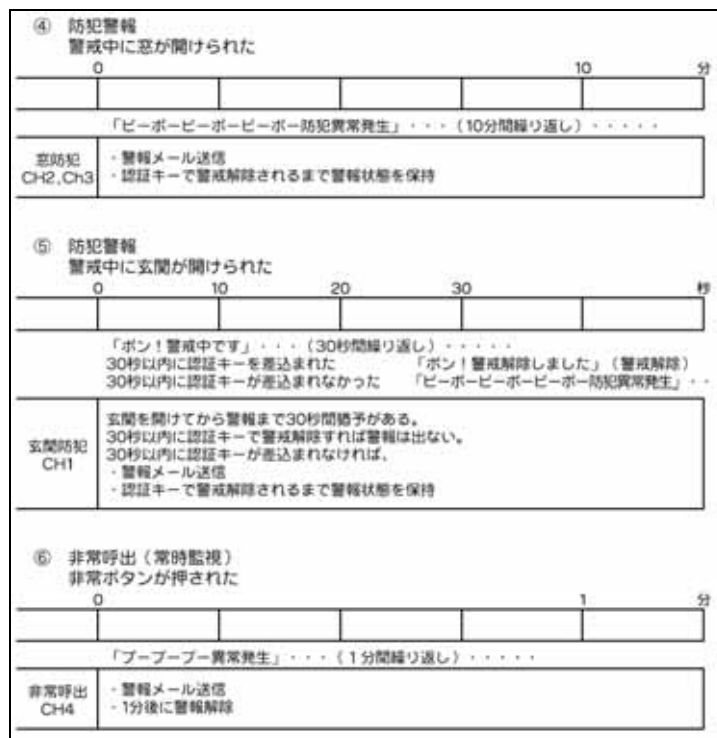 ④ 防犯警報
警戒中に窓が開けられた
0 10 分
「ピーポーピーポーピーポー防犯異常発生」・・・（10分間繰り返し）・・・・・
窓防犯
CH2,Ch3
・警報メール送信
・認証キーで警戒解除されるまで警報状態を保持
⑤ 防犯警報
警戒中に玄関が開けられた
0 10 20 30 秒
「ポン！警戒中です」・・・（30秒間繰り返し）・・・・・
30秒以内に認証キーを差込まれた 「ポン！警戒解除しました」（警戒解除）
30秒以内に認証キーが差込まれなかった 「ピーポーピーポーピーポー防犯異常発生」・・
玄関防犯
CH1
玄関を開けてから警報まで30秒間猶予がある。
30秒以内に認証キーで警戒解除すれば警報は出ない。
30秒以内に認証キーが差込まれなければ、
・警報メール送信
・認証キーで警戒解除されるまで警報状態を保持
⑥ 非常呼出（常時監視）
非常ボタンが押された
0 1 分
「プープープー異常発生」・・・（1分間繰り返し）・・・・・
非常呼出
CH4
・警報メール送信
・1分後に警報解除